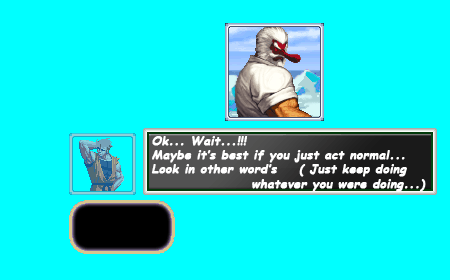 Ok... Wait...!!!
Maybe it's best if you just act normal...
Look in other word's ( Just keep doing
whatever you were doing...)